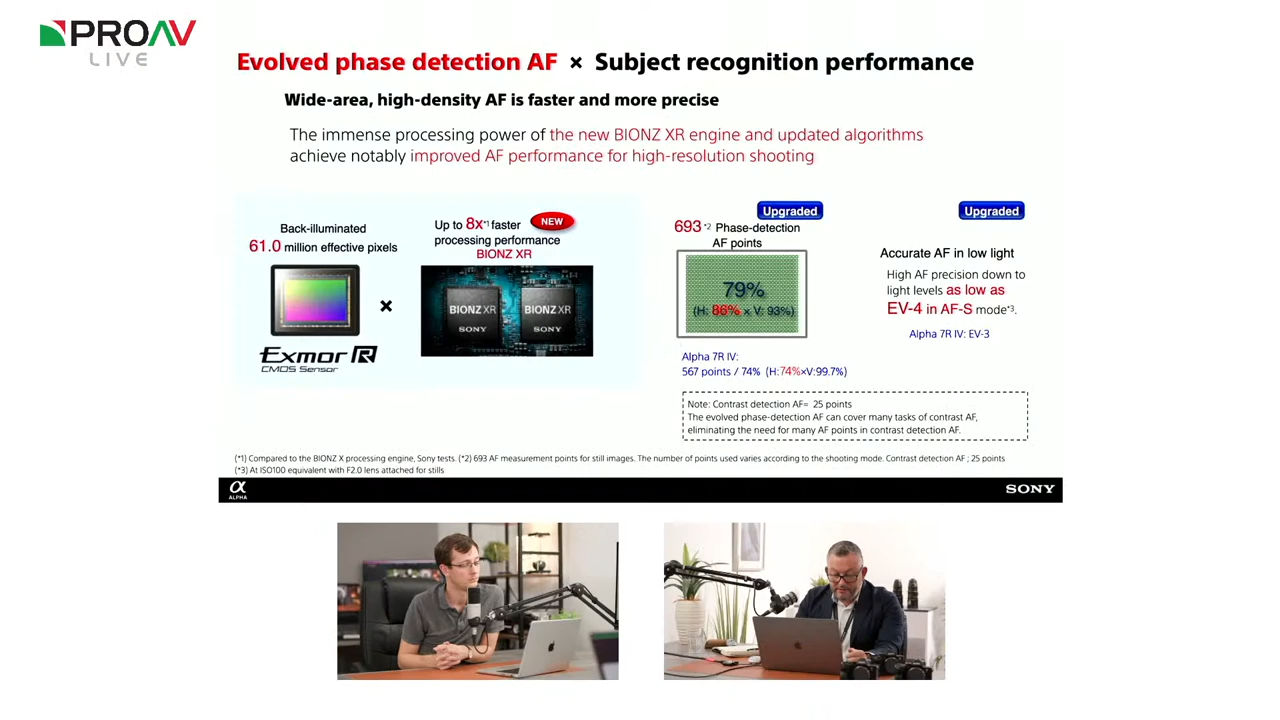 PROAV
LIVE
Evolved phase detection AF × Subject recognition performance
Wide-area, high-density AF is faster and more precise
The immense processing power of the new BIONZ XR engine and updated algorithms
achieve notably improved AF performance for high-resolution shooting
Back-illuminated
61.0 million effective pixels
Exmor R
CMOS Sensor
×
Up to 8x*1 faster
NEW
processing performance
BIONZ XR
BIONZ XR
SONY
BIONZ XR
SONY
Upgraded
693*2 Phase-detection
AF points
79%
(H: 86% × V: 93%)
Alpha 7R IV:
567 points / 74% (H:74%×V:99.7%)
Upgraded
Accurate AF in low light
High AF precision down to
light levels as low as
EV-4 in AF-S mode*3.
Alpha 7R IV: EV-3
Note: Contrast detection AF= 25 points
The evolved phase-detection AF can cover many tasks of contrast AF,
eliminating the need for many AF points in contrast detection AF.
(*1) Compared to the BIONZ X processing engine, Sony tests. (*2) 693 AF measurement points for still images. The number of points used varies according to the shooting mode. Contrast detection AF ; 25 points
(*3) At ISO100 equivalent with F2.0 lens attached for stills
α
ALPHA
SONY